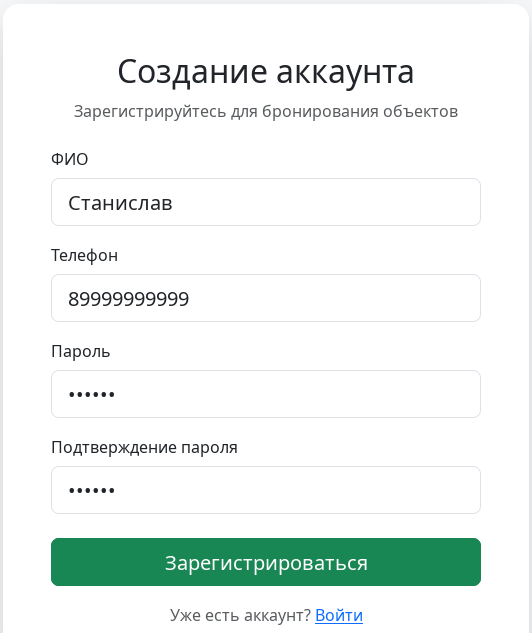 Создание аккаунта
Зарегистрируйтесь для бронирования объектов
ФИО
Станислав
Телефон
89999999999
Пароль
••••••
Подтверждение пароля
••••••
Зарегистрироваться
Уже есть аккаунт? Войти